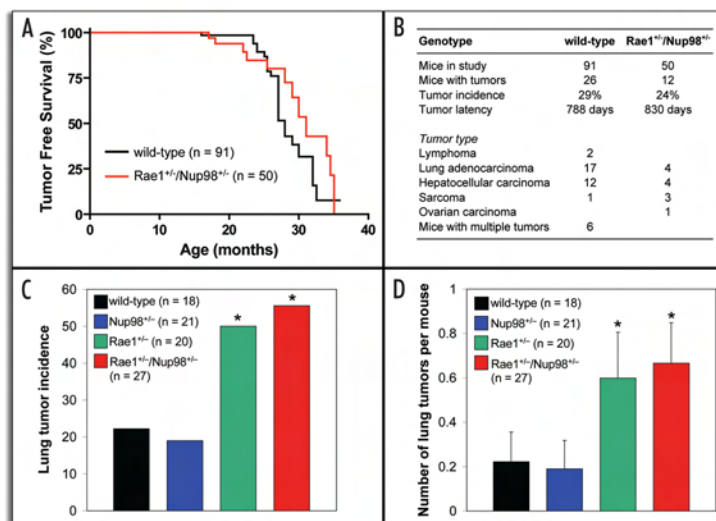 A
Tumor Free Survival (%)
100
75
50
25
0
wild-type (n = 91)
Rae1+/-/Nup98+/- (n = 50)
0 10 20 30 40
Age (months)
B
Genotype wild-type Rae1+/-/Nup98+/-
Mice in study 91 50
Mice with tumors 26 12
Tumor incidence 29% 24%
Tumor latency 788 days 830 days
Tumor type
Lymphoma 2
Lung adenocarcinoma 17 4
Hepatocellular carcinoma 12 4
Sarcoma 1 3
Ovarian carcinoma 1
Mice with multiple tumors 6
C
Lung tumor incidence
60
50
40
30
20
10
0
wild-type (n = 18)
Nup98+/– (n = 21)
Rae1+/– (n = 20)
Rae1+/–/Nup98+/–
(n = 27)
* *
D
Number of lung tumors per mouse
1
0.8
0.6
0.4
0.2
0
wild-type (n = 18)
Nup98+/– (n = 21)
Rae1+/– (n = 20)
Rae1+/–/Nup98+/–
(n = 27)
* *